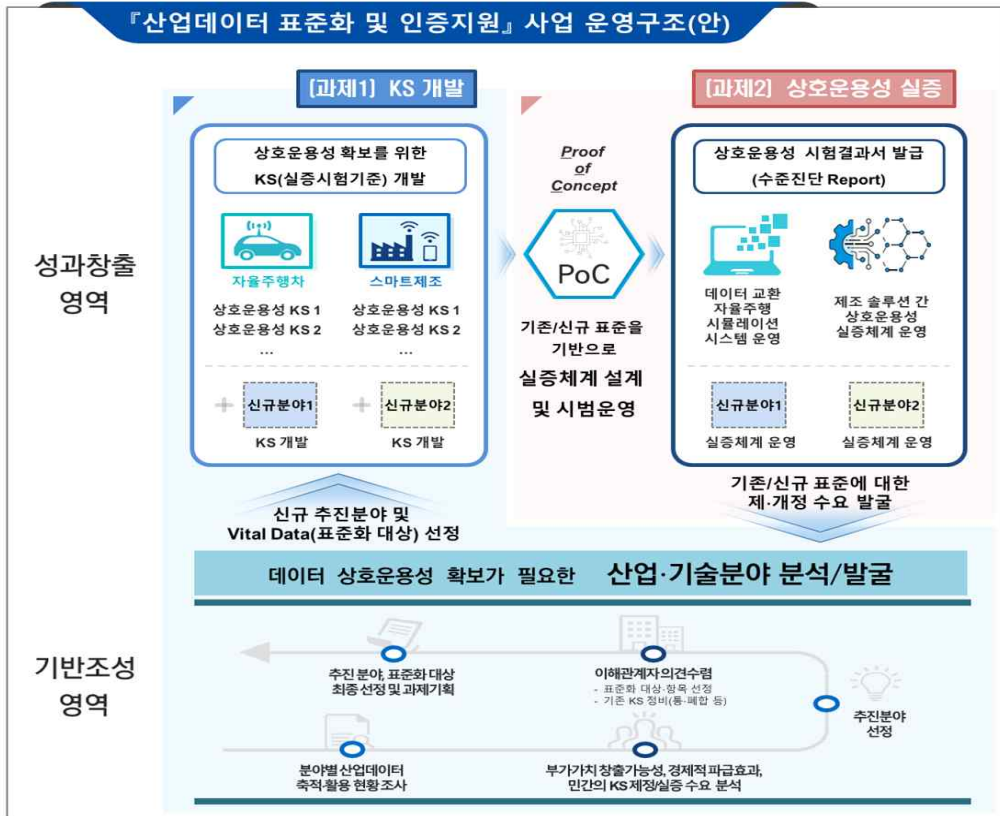 『산업데이터 표준화 및 인증지원』 사업 운영구조(안)
성과창출
영역
[과제1] KS 개발
상호운용성 확보를 위한
KS(실증시험기준) 개발
자율주행차
스마트제조
상호운용성 KS 1
상호운용성 KS 2
...
상호운용성 KS 1
상호운용성 KS 2
...
+ 신규분야1
KS 개발
+ 신규분야2
KS 개발
Proof
of
Concept
PoC
기존/신규 표준을
기반으로
실증체계 설계
및 시범운영
[과제2] 상호운용성 실증
상호운용성 시험결과서 발급
(수준진단 Report)
데이터 교환
자율주행
시뮬레이션
시스템 운영
제조 솔루션 간
상호운용성
실증체계 운영
신규분야1
실증체계 운영
신규분야2
실증체계 운영
신규 추진분야 및
Vital Data(표준화 대상) 선정
기존/신규 표준에 대한
제·개정 수요 발굴
데이터 상호운용성 확보가 필요한 산업·기술분야 분석/발굴
기반조성
영역
추진 분야, 표준화 대상
최종 선정 및 과제기획
이해관계자 의견수렴
- 표준화 대상·항목 선정
- 기존 KS 정비(통·폐합 등)
추진분야
선정
분야별 산업데이터
축적·활용 현황 조사
부가가치 창출가능성, 경제적 파급효과,
민간의 KS 제정/실증 수요 분석